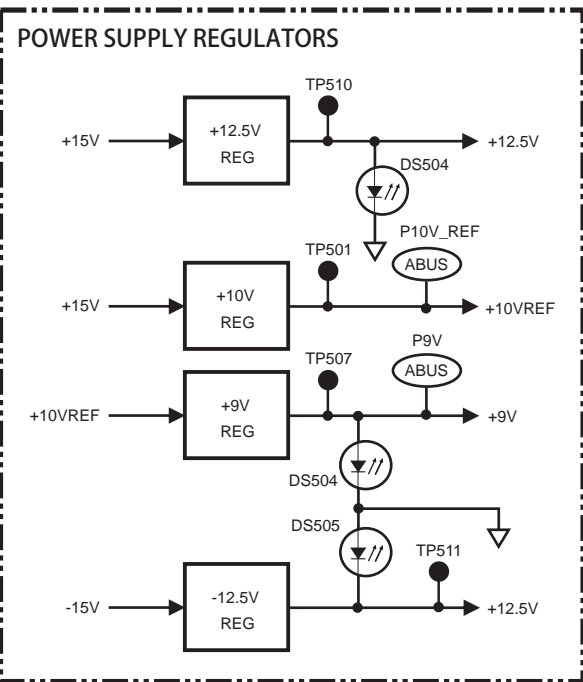 POWER SUPPLY REGULATORS
TP510
+15V
+12.5V
REG
+12.5V
DS504
P10V_REF
TP501
ABUS
+15V
+10V
REG
+10VREF
P9V
TP507
ABUS
+10VREF
+9V
REG
+9V
DS504
DS505
TP511
-15V
-12.5V
REG
+12.5V